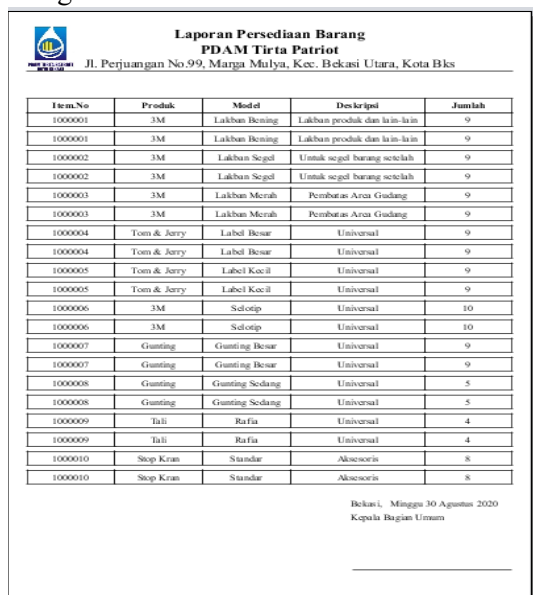 Laporan Persediaan Barang
PDAM Tirta Patriot
Jl. Perjuangan No.99, Marga Mulya, Kec. Bekasi Utara, Kota Bks
Item.No Produk Model Deskripsi Jumlah
1000001 3M Lakban Bening Lakban produk dan lain-lain 9
1000001 3M Lakban Bening Lakban produk dan lain-lain 9
1000002 3M Lakban Segel Untuk segel barang setelah 9
1000002 3M Lakban Segel Untuk segel barang setelah 9
1000003 3M Lakban Merah Pembatas Area Gudang 9
1000003 3M Lakban Merah Pembatas Area Gudang 9
1000004 Tom & Jerry Label Besar Universal 9
1000004 Tom & Jerry Label Besar Universal 9
1000005 Tom & Jerry Label Kecil Universal 9
1000005 Tom & Jerry Label Kecil Universal 9
1000006 3M Selotip Universal 10
1000006 3M Selotip Universal 10
1000007 Gunting Gunting Besar Universal 9
1000007 Gunting Gunting Besar Universal 9
1000008 Gunting Gunting Sedang Universal 5
1000008 Gunting Gunting Sedang Universal 5
1000009 Tali Rafia Universal 4
1000009 Tali Rafia Universal 4
1000010 Stop Kran Standar Aksesoris 8
1000010 Stop Kran Standar Aksesoris 8
Bekasi, Minggu 30 Agustus 2020
Kepala Bagian Umum